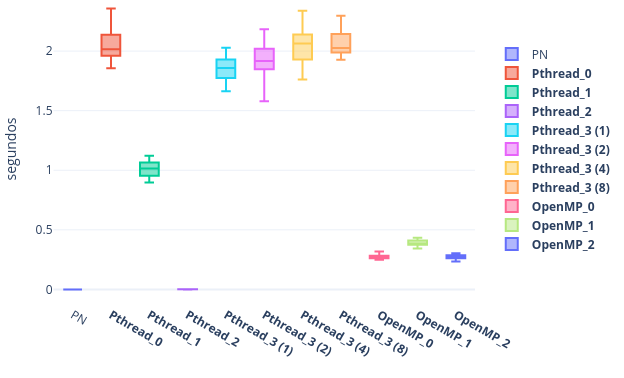 segundos
2
1.5
1
0.5
0
PN
Pthread_0
Pthread_1
Pthread_2
Pthread_3 (1)
Pthread_3 (2)
Pthread_3 (4)
Pthread_3 (8)
OpenMP_0
OpenMP_1
OpenMP_2
PN
Pthread_0
Pthread_1
Pthread_2
Pthread_3 (1)
Pthread_3 (2)
Pthread_3 (4)
Pthread_3 (8)
OpenMP_0
OpenMP_1
OpenMP_2